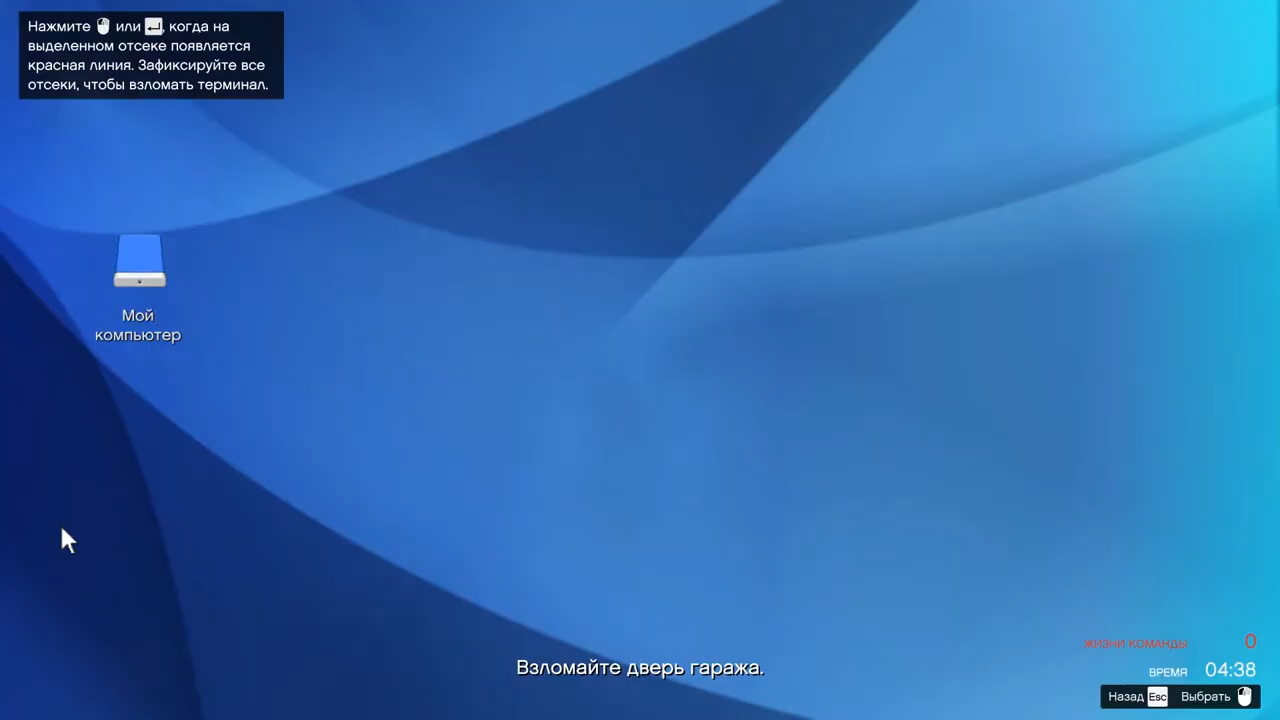 Нажмите или , когда на
выделенном отсеке появляется
красная линия. Зафиксируйте все
отсеки, чтобы взломать терминал.
Мой
компьютер
Взломайте дверь гаража.
ЖИЗНИ КОМАНДЫ 0
ВРЕМЯ 04:38
Назад Esc Выбрать